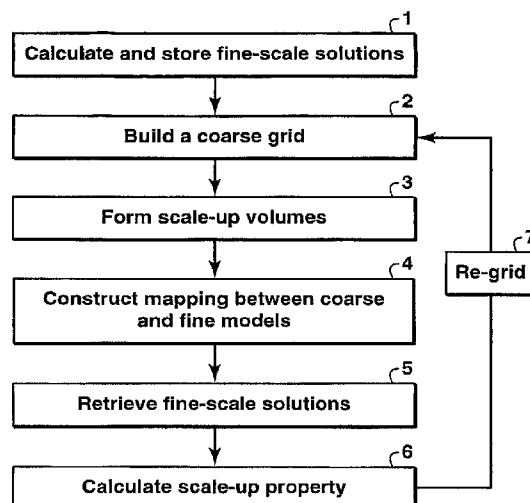 1
Calculate and store fine-scale solutions
2
Build a coarse grid
3
Form scale-up volumes
7
Re-grid
4
Construct mapping between coarse
and fine models
5
Retrieve fine-scale solutions
6
Calculate scale-up property